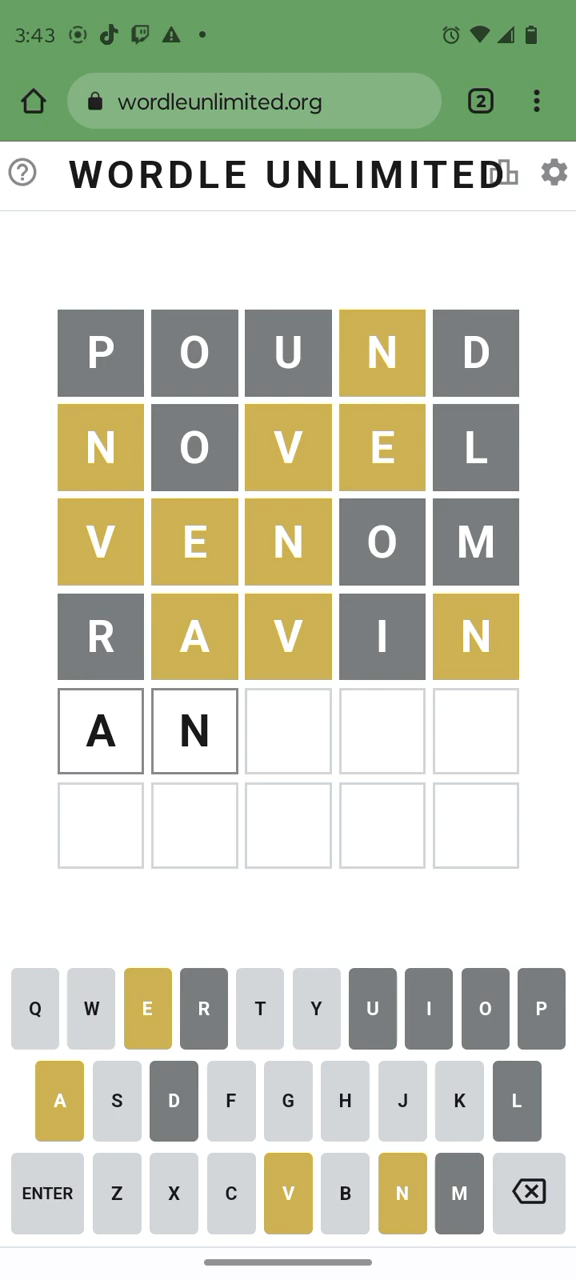 3:43
wordleunlimited.org
2
? WORDLE UNLIMITED
P O U N D
N O V E L
V E N O M
R A V I N
A N
Q W E R T Y U I O P
A S D F G H J K L
ENTER Z X C V B N M